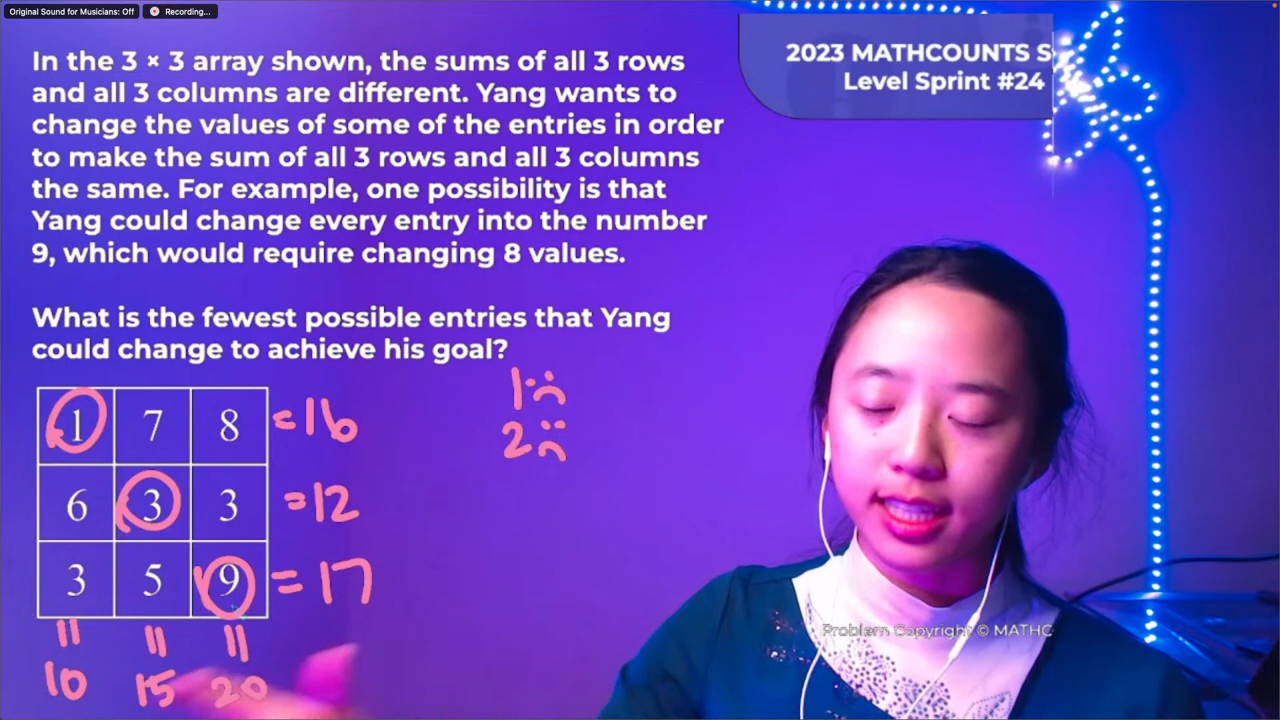 Original Sound for Musicians: Off
Recording...
In the 3 × 3 array shown, the sums of all 3 rows
and all 3 columns are different. Yang wants to
change the values of some of the entries in order
to make the sum of all 3 rows and all 3 columns
the same. For example, one possibility is that
Yang could change every entry into the number
9, which would require changing 8 values.
What is the fewest possible entries that Yang
could change to achieve his goal?
2023 MATHCOUNTS S
Level Sprint #24
1
2
1 7 8 =16
6 3 3 =12
3 5 9 =17
10 15 20
Problem Copyright © MATHC